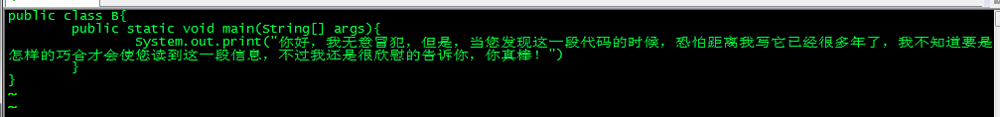 public class B{
        public static void main(String[] args){
                System.out.print("你好，我无意冒犯，但是，当您发现这一段代码的时候，恐怕距离我写它已经很多年了，我不知道要是
怎样的巧合才会使您读到这一段信息，不过我还是很欣慰的告诉你，你真棒！")
        }
}
~
~